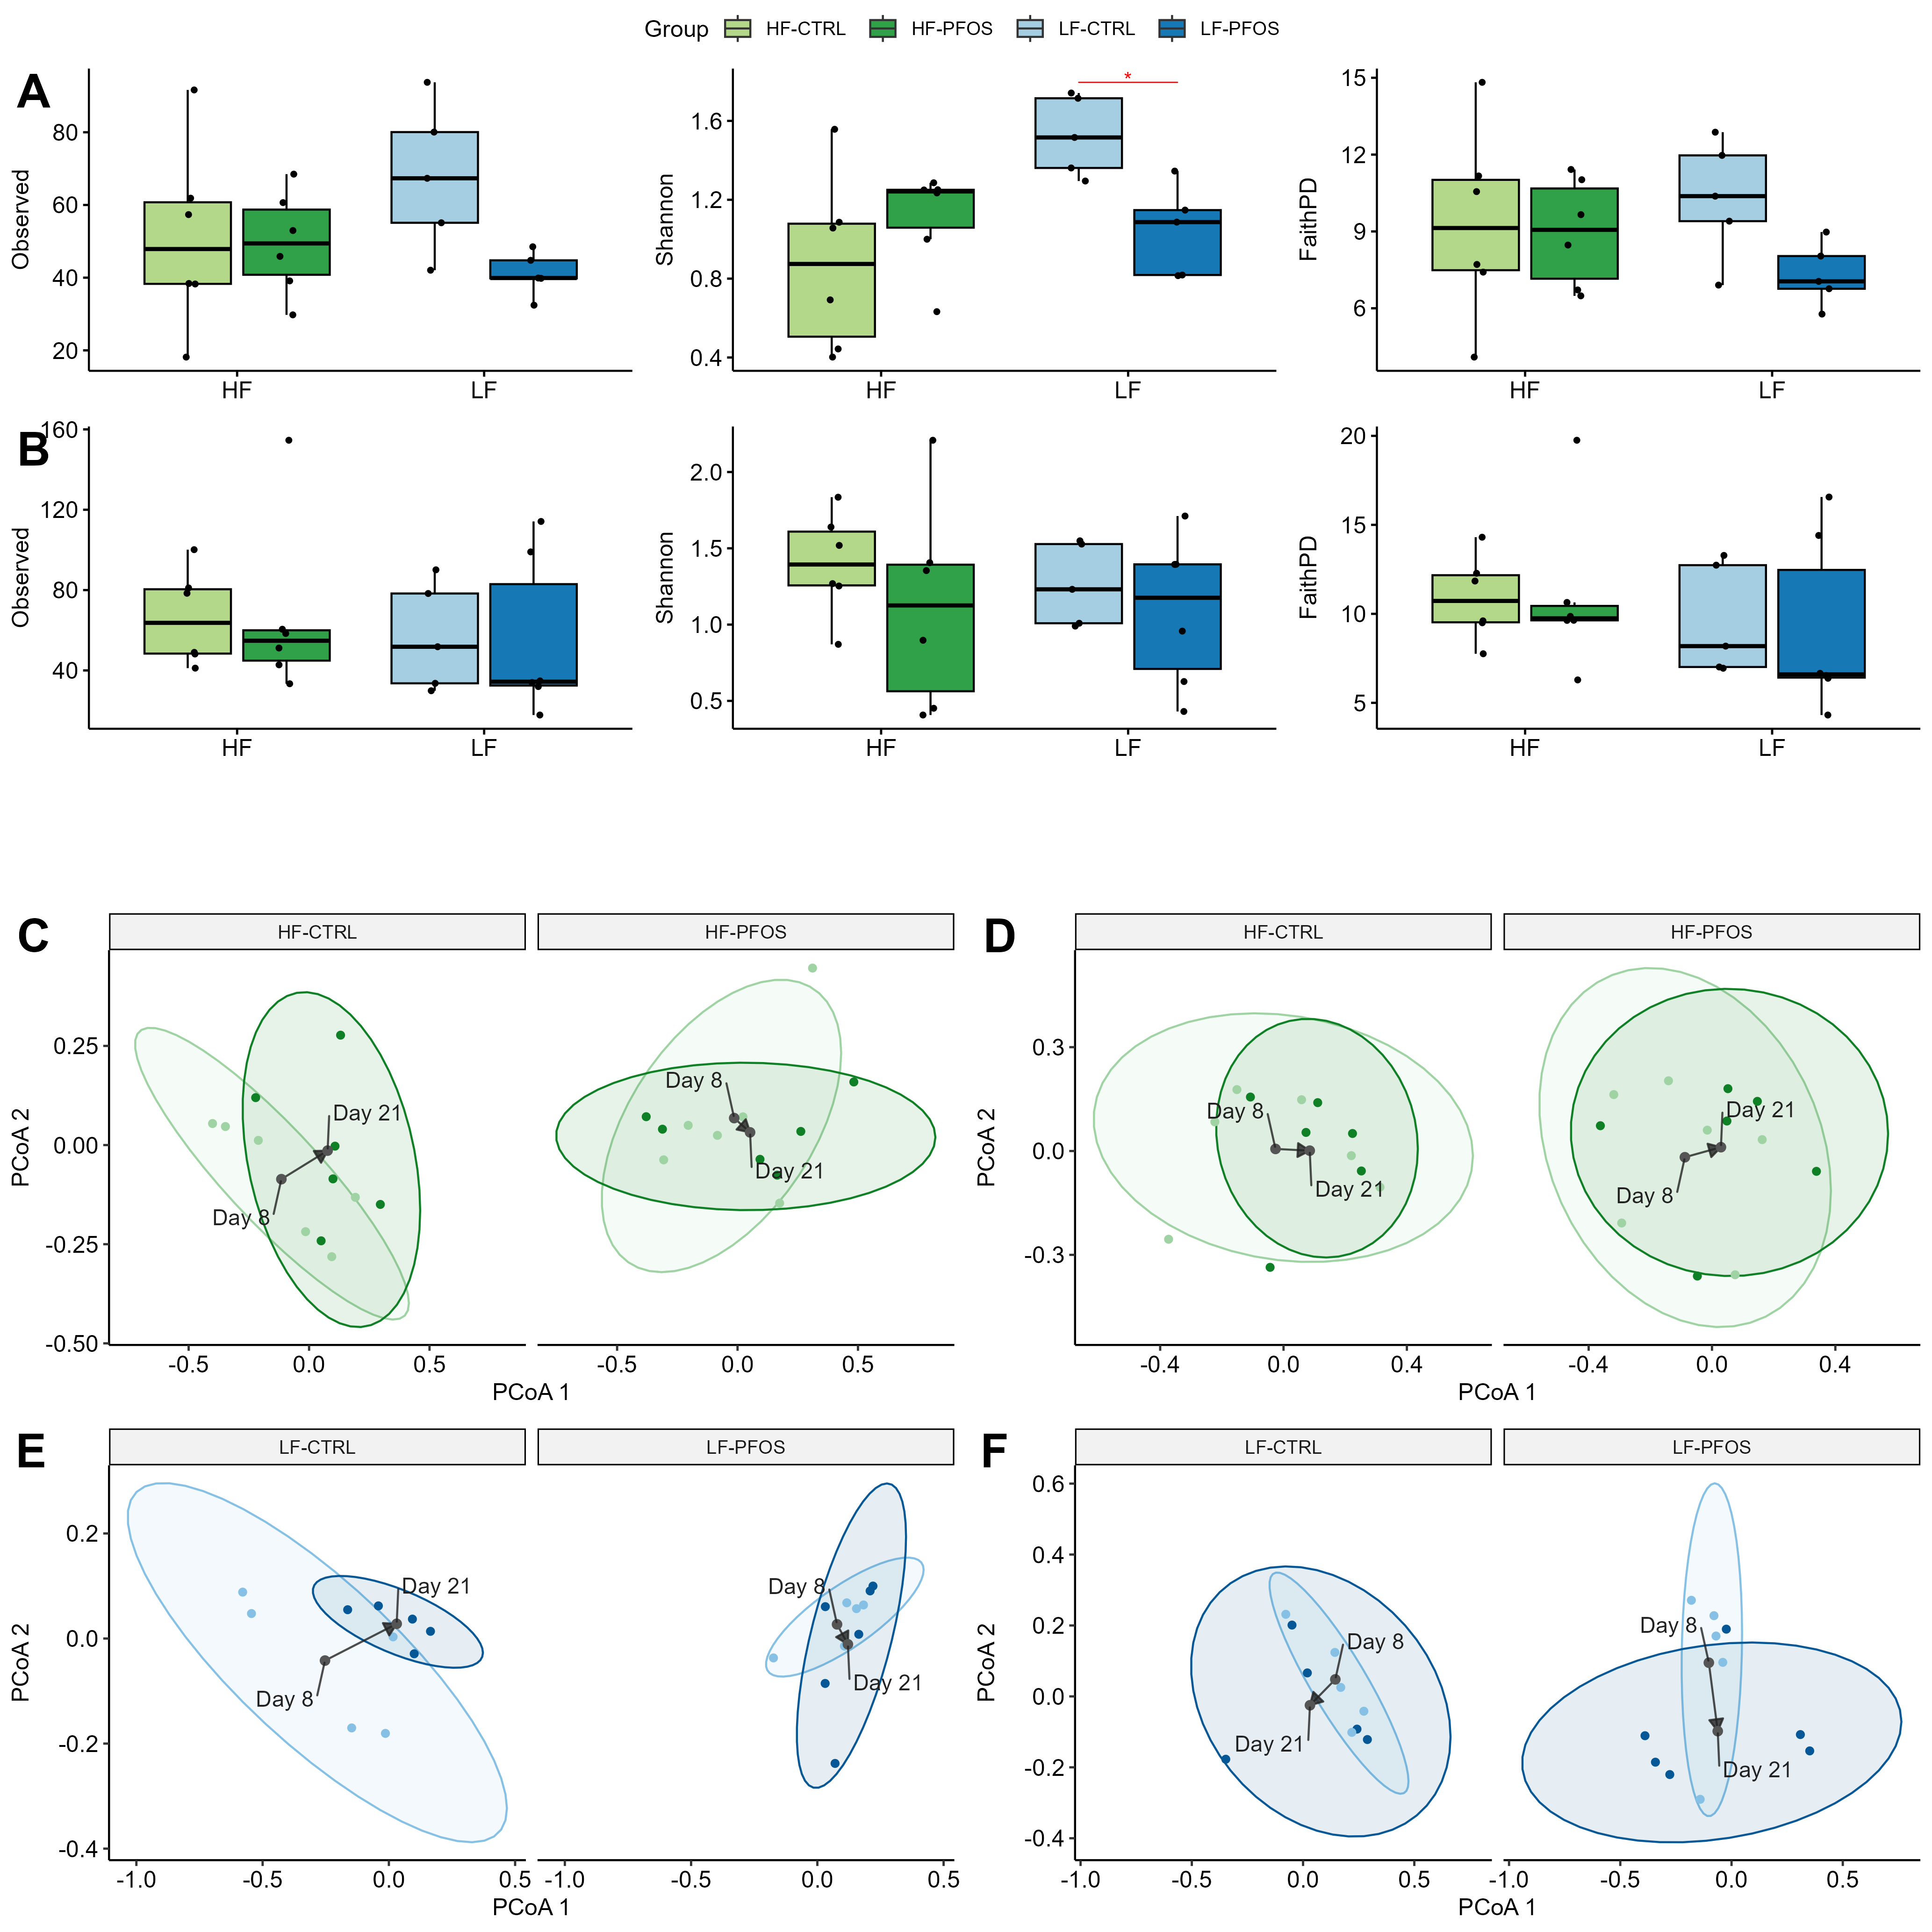 Group HF-CTRL HF-PFOS LF-CTRL LF-PFOS
A
Observed
80
60
40
20
HF LF
Shannon
1.6
1.2
0.8
0.4
*
HF LF
FaithPD
15
12
9
6
HF LF
B
Observed
160
120
80
40
HF LF
Shannon
2.0
1.5
1.0
0.5
HF LF
FaithPD
20
15
10
5
HF LF
C
HF-CTRL HF-PFOS
PCoA 2
0.25
0.00
-0.25
-0.50
Day 21
Day 8
Day 8
Day 21
-0.5 0.0 0.5 -0.5 0.0 0.5
PCoA 1
D
HF-CTRL HF-PFOS
PCoA 2
0.3
0.0
-0.3
Day 8
Day 21
Day 21
Day 8
-0.4 0.0 0.4 -0.4 0.0 0.4
PCoA 1
E
LF-CTRL LF-PFOS
PCoA 2
0.2
0.0
-0.2
-0.4
Day 21
Day 8
Day 8
Day 21
-1.0 -0.5 0.0 0.5 -1.0 -0.5 0.0 0.5
PCoA 1
F
LF-CTRL LF-PFOS
PCoA 2
0.6
0.4
0.2
0.0
-0.2
-0.4
Day 8
Day 21
Day 8
Day 21
-1.0 -0.5 0.0 0.5 -1.0 -0.5 0.0 0.5
PCoA 1